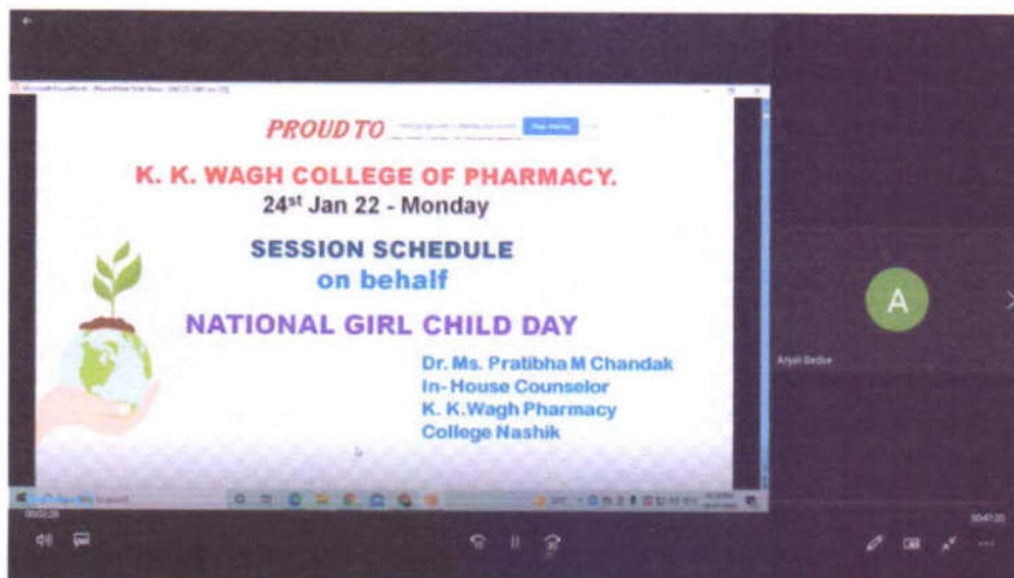 PROUD TO
K. K. WAGH COLLEGE OF PHARMACY.
24st Jan 22 - Monday
SESSION SCHEDULE
on behalf
NATIONAL GIRL CHILD DAY
Dr. Ms. Pratibha M Chandak
In-House Counselor
K. K.Wagh Pharmacy
College Nashik
A